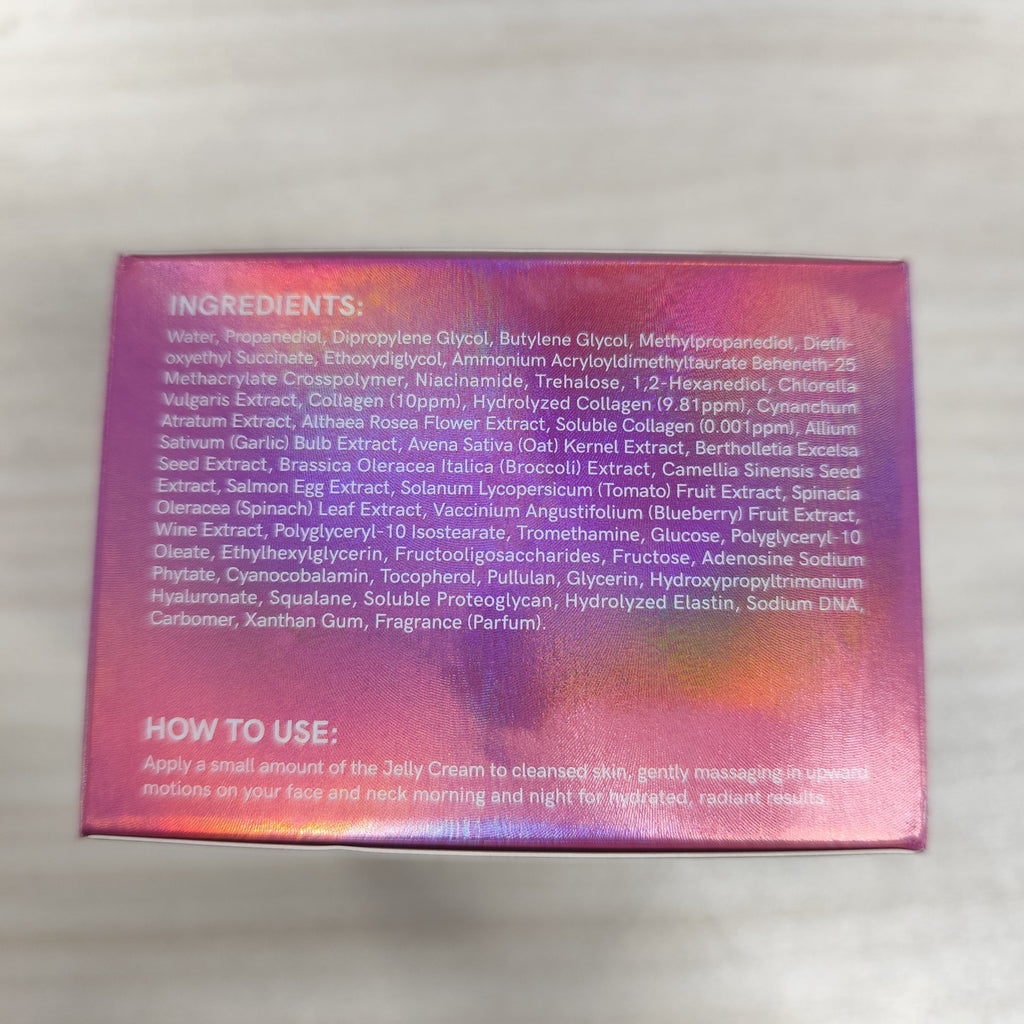 INGREDIENTS:
Water, Propanediol, Dipropylene Glycol, Butylene Glycol, Methylpropanediol, Dieth-
oxyethyl Succinate, Ethoxydiglycol, Ammonium Acryloyldimethyltaurate Beheneth-25
Methacrylate Crosspolymer, Niacinamide, Trehalose, 1,2-Hexanediol, Chlorella
Vulgaris Extract, Collagen (10ppm), Hydrolyzed Collagen (9.81ppm), Cynanchum
Atratum Extract, Althaea Rosea Flower Extract, Soluble Collagen (0.001ppm), Allium
Sativum (Garlic) Bulb Extract, Avena Sativa (Oat) Kernel Extract, Bertholletia Excelsa
Seed Extract, Brassica Oleracea Italica (Broccoli) Extract, Camellia Sinensis Seed
Extract, Salmon Egg Extract, Solanum Lycopersicum (Tomato) Fruit Extract, Spinacia
Oleracea (Spinach) Leaf Extract, Vaccinium Angustifolium (Blueberry) Fruit Extract,
Wine Extract, Polyglyceryl-10 Isostearate, Tromethamine, Glucose, Polyglyceryl-10
Oleate, Ethylhexylglycerin, Fructooligosaccharides, Fructose, Adenosine Sodium
Phytate, Cyanocobalamin, Tocopherol, Pullulan, Glycerin, Hydroxypropyltrimonium
Hyaluronate, Squalane, Soluble Proteoglycan, Hydrolyzed Elastin, Sodium DNA,
Carbomer, Xanthan Gum, Fragrance (Parfum).
HOW TO USE:
Apply a small amount of the Jelly Cream to cleansed skin, gently massaging in upward
motions on your face and neck morning and night for hydrated, radiant results.